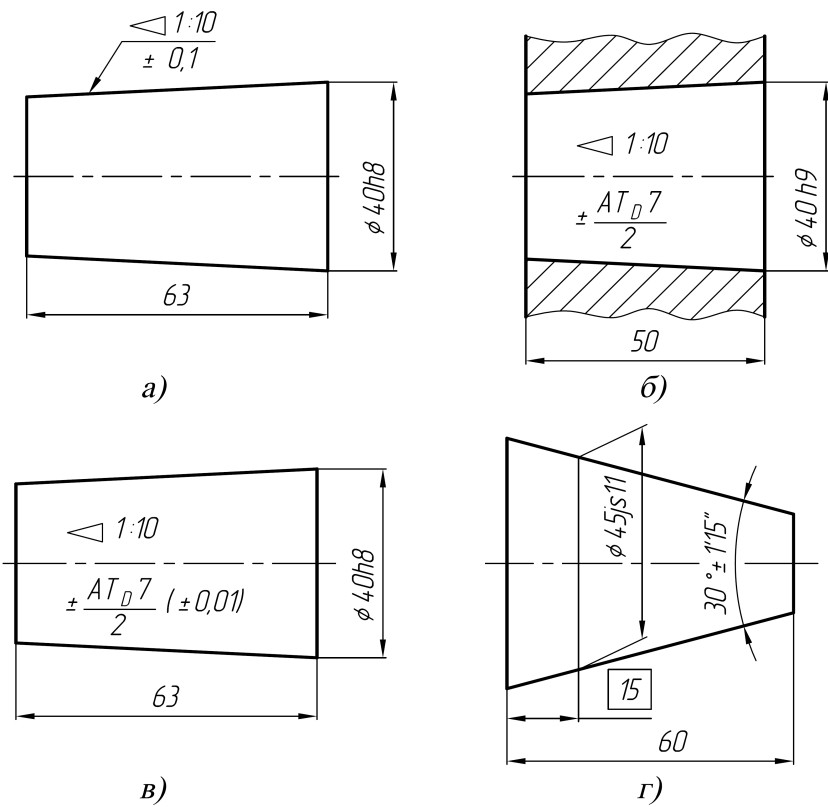 ◁ 1:10
± 0,1
⌀ 40h8
63
а)
◁ 1:10
± AT_D 7
2
⌀ 40h9
50
б)
◁ 1:10
± AT_D 7 (±0,01)
2
⌀ 40h8
63
в)
⌀ 45js11
30°±1'15"
15
60
г)